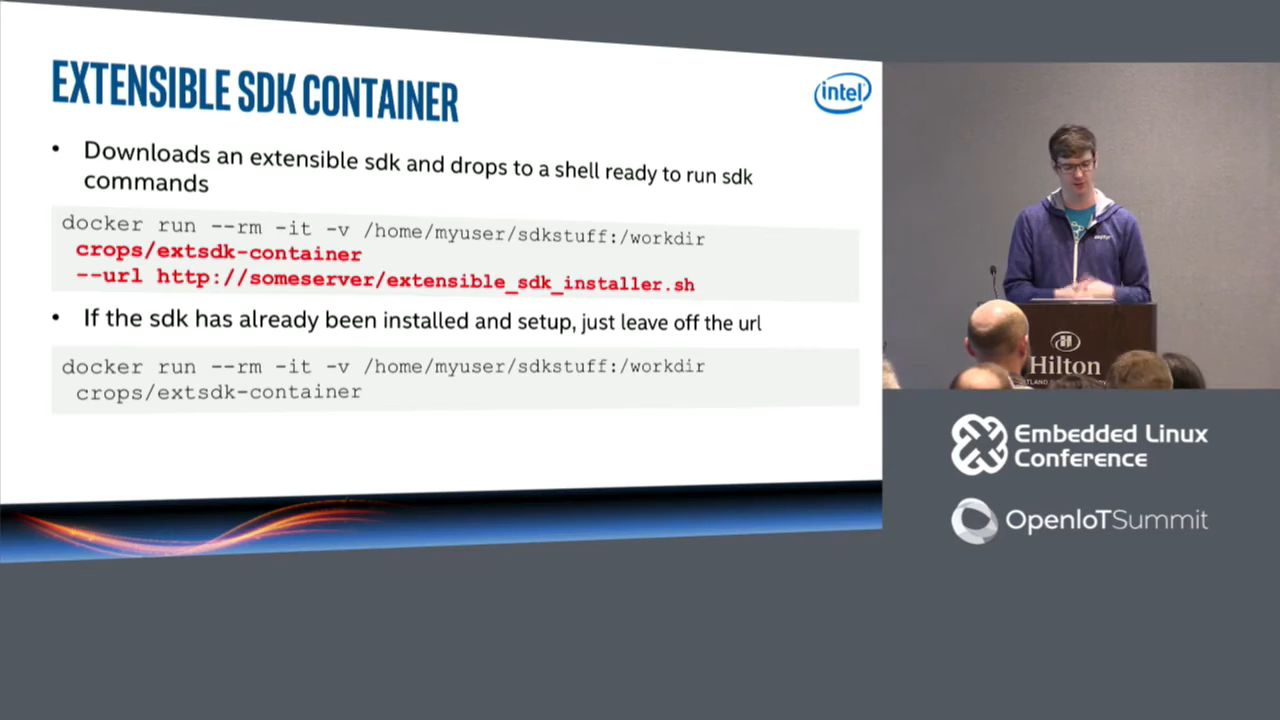 EXTENSIBLE SDK CONTAINER
intel
• Downloads an extensible sdk and drops to a shell ready to run sdk
commands
docker run --rm -it -v /home/myuser/sdkstuff:/workdir
crops/extsdk-container
--url http://someserver/extensible_sdk_installer.sh
• If the sdk has already been installed and setup, just leave off the url
docker run --rm -it -v /home/myuser/sdkstuff:/workdir
crops/extsdk-container
Hilton
Embedded Linux
Conference
OpenIoTSummit